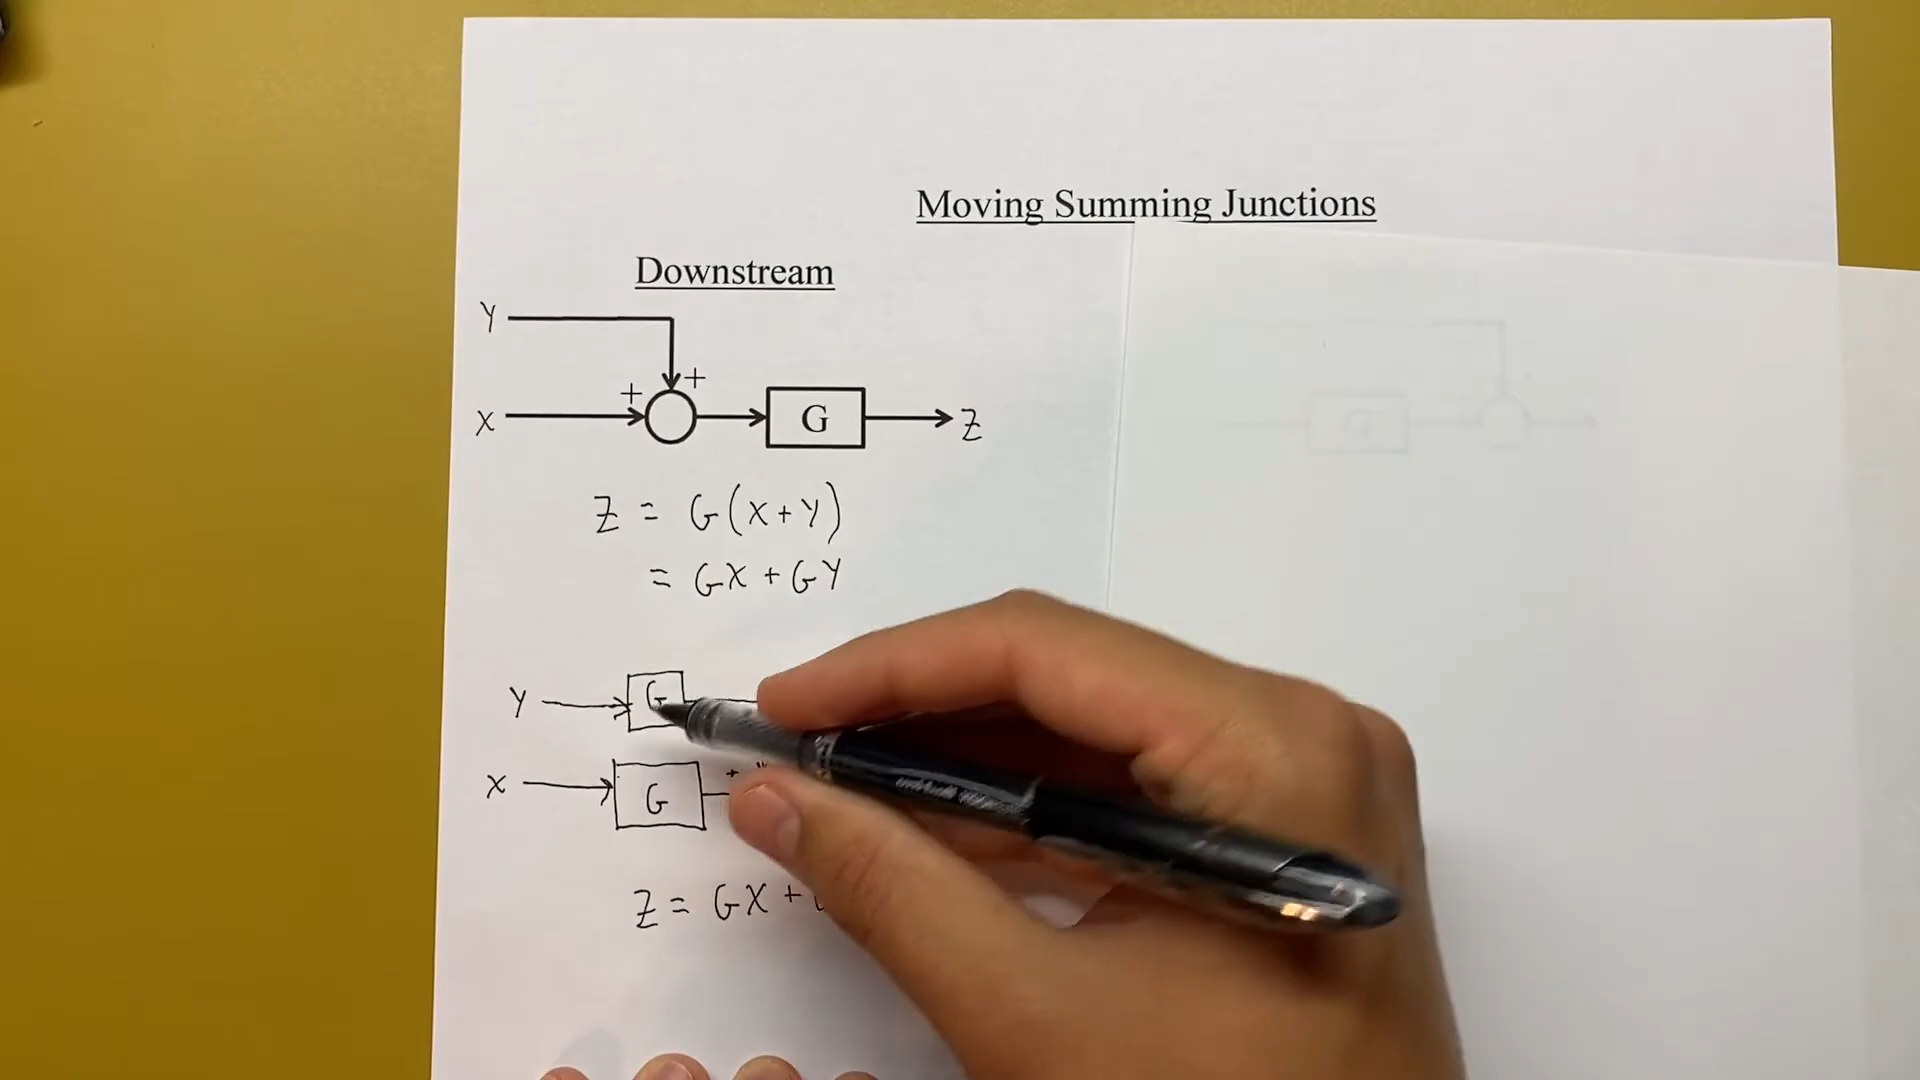 Moving Summing Junctions
Downstream
Y
+ +
X G Z
Z = G(X+Y)
= GX + GY
Y G
X G +
Z = GX +